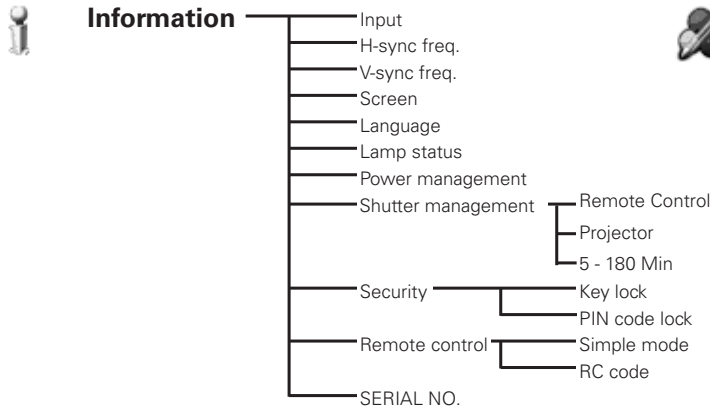 Information
Input
H-sync freq.
V-sync freq.
Screen
Language
Lamp status
Power management
Shutter management
Remote Control
Projector
5 - 180 Min
Security
Key lock
PIN code lock
Remote control
Simple mode
RC code
SERIAL NO.